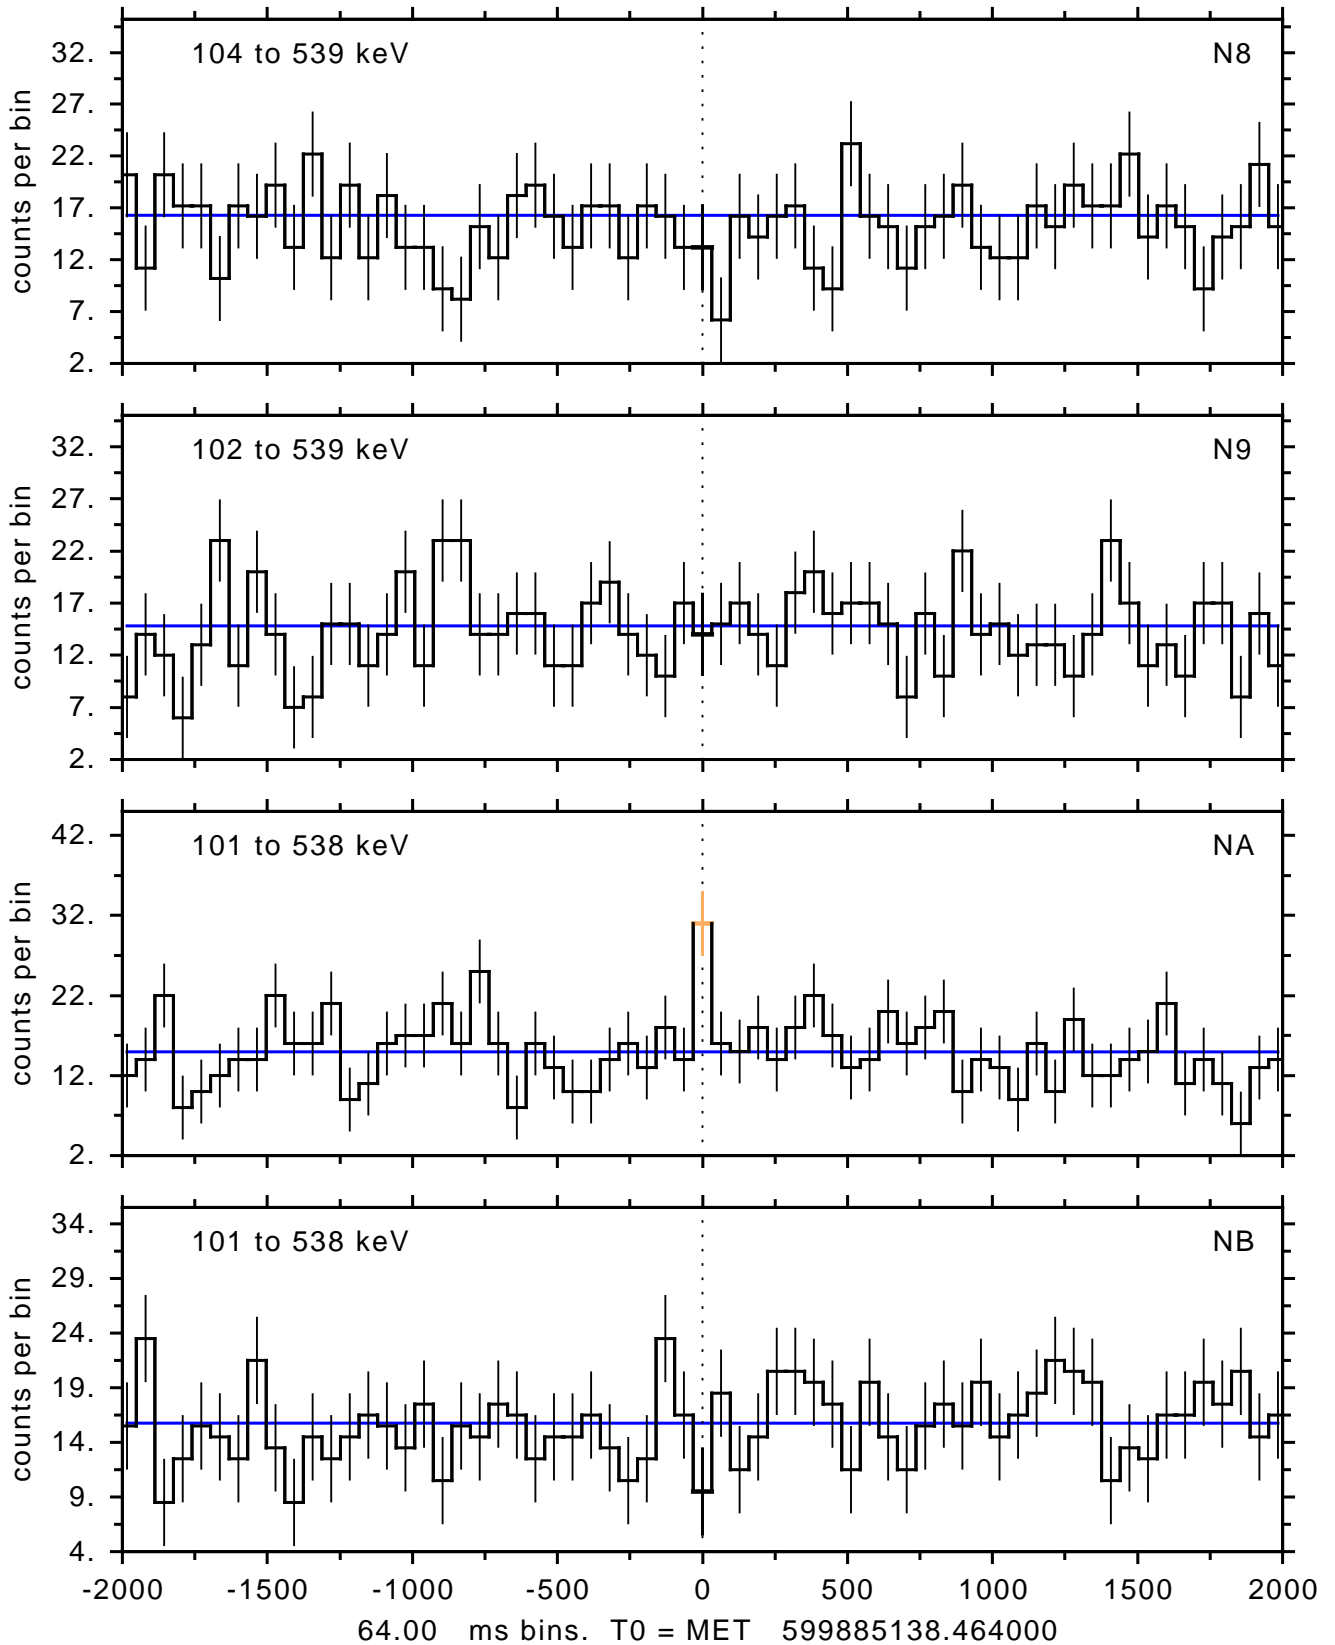 104 to 539 keV N8
counts per bin
32.
27.
22.
17.
12.
7.
2.
102 to 539 keV N9
counts per bin
32.
27.
22.
17.
12.
7.
2.
101 to 538 keV NA
counts per bin
42.
32.
22.
12.
2.
101 to 538 keV NB
counts per bin
34.
29.
24.
19.
14.
9.
4.
-2000 -1500 -1000 -500 0 500 1000 1500 2000
64.00 ms bins. T0 = MET 599885138.464000